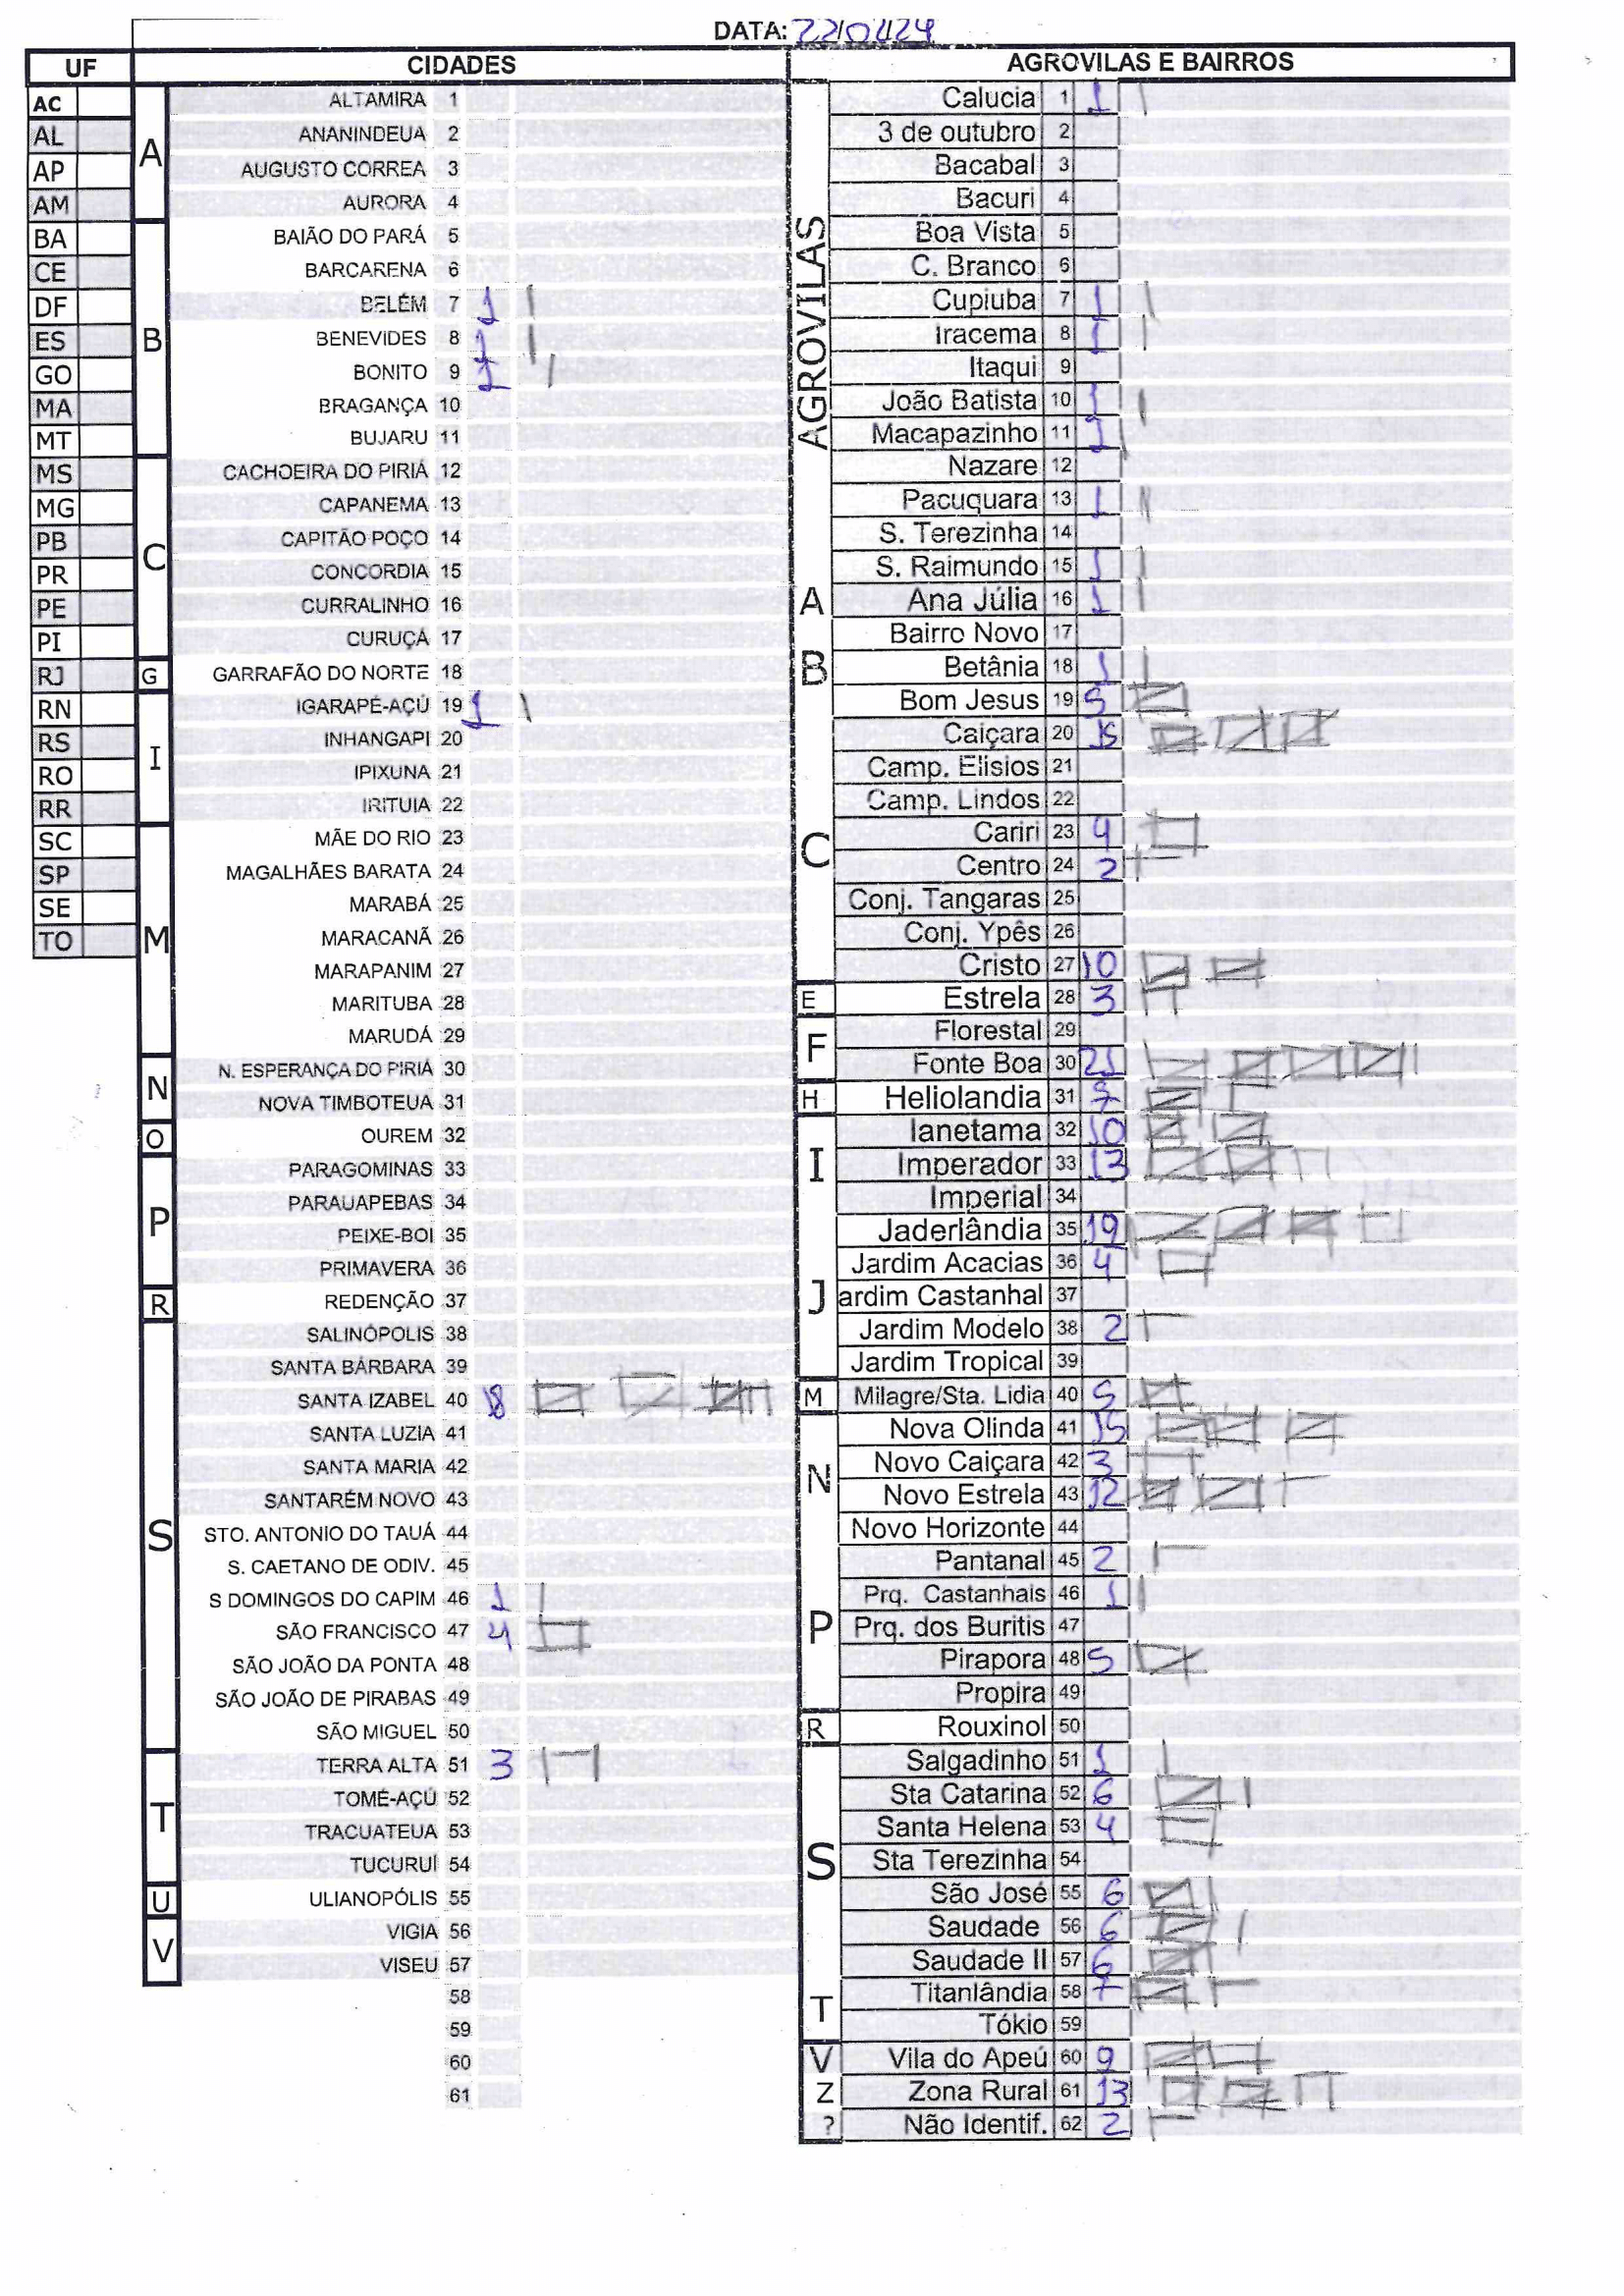 DATA: 22/01/24
UF CIDADES AGROVILAS E BAIRROS
AC
AL
AP
AM
BA
CE
DF
ES
GO
MA
MT
MS
MG
PB
PR
PE
PI
RJ
RN
RS
RO
RR
SC
SP
SE
TO
A
ALTAMIRA 1
ANANINDEUA 2
AUGUSTO CORREA 3
AURORA 4
B
BAIÃO DO PARÁ 5
BARCARENA 6
BELÉM 7 1
BENEVIDES 8 1
BONITO 9 1
BRAGANÇA 10
BUJARU 11
C
CACHOEIRA DO PIRIÁ 12
CAPANEMA 13
CAPITÃO POÇO 14
CONCORDIA 15
CURRALINHO 16
CURUÇÁ 17
G
GARRAFÃO DO NORTE 18
I
IGARAPÉ-AÇÚ 19 1
INHANGAPI 20
IPIXUNA 21
IRITUIA 22
M
MÃE DO RIO 23
MAGALHÃES BARATA 24
MARABÁ 25
MARACANÃ 26
MARAPANIM 27
MARITUBA 28
MARUDÁ 29
N
N. ESPERANÇA DO PIRIÁ 30
NOVA TIMBOTEUA 31
O
OUREM 32
P
PARAGOMINAS 33
PARAUAPEBAS 34
PEIXE-BOI 35
PRIMAVERA 36
R
REDENÇÃO 37
S
SALINÓPOLIS 38
SANTA BÁRBARA 39
SANTA IZABEL 40 18
SANTA LUZIA 41
SANTA MARIA 42
SANTARÉM NOVO 43
STO. ANTONIO DO TAUÁ 44
S. CAETANO DE ODIV. 45
S DOMINGOS DO CAPIM 46 1
SÃO FRANCISCO 47 4
SÃO JOÃO DA PONTA 48
SÃO JOÃO DE PIRABAS 49
SÃO MIGUEL 50
T
TERRA ALTA 51 3
TOMÉ-AÇÚ 52
TRACUATEUA 53
TUCURUÍ 54
U
ULIANOPÓLIS 55
V
VIGIA 56
VISEU 57
58
59
60
61
AGROVILAS
Calucia 1 1
3 de outubro 2
Bacabal 3
Bacuri 4
Boa Vista 5
C. Branco 6
Cupiuba 7 1
Iracema 8 1
Itaqui 9
João Batista 10 1
Macapazinho 11 1
Nazare 12
Pacuquara 13 1
S. Terezinha 14
S. Raimundo 15 1
A
Ana Júlia 16 1
B
Bairro Novo 17
Betânia 18 1
Bom Jesus 19 5
C
Caiçara 20 15
Camp. Elisios 21
Camp. Lindos 22
Cariri 23 4
Centro 24 2
Conj. Tangaras 25
Conj. Ypês 26
Cristo 27 10
E
Estrela 28 3
F
Florestal 29
Fonte Boa 30 21
H
Heliolandia 31 7
I
Ianetama 32 10
Imperador 33 13
Imperial 34
J
Jaderlândia 35 19
Jardim Acacias 36 4
ardim Castanhal 37
Jardim Modelo 38 2
Jardim Tropical 39
M
Milagre/Sta. Lidia 40 5
N
Nova Olinda 41 15
Novo Caiçara 42 3
Novo Estrela 43 12
Novo Horizonte 44
P
Pantanal 45 2
Prq. Castanhais 46 1
Prq. dos Buritis 47
Pirapora 48 5
Propira 49
R
Rouxinol 50
S
Salgadinho 51 1
Sta Catarina 52 6
Santa Helena 53 4
Sta Terezinha 54
São José 55 6
Saudade 56 6
Saudade II 57 6
T
Titanlândia 58 7
Tókio 59
V
Vila do Apeú 60 9
Z
Zona Rural 61 13
?
Não Identif. 62 2